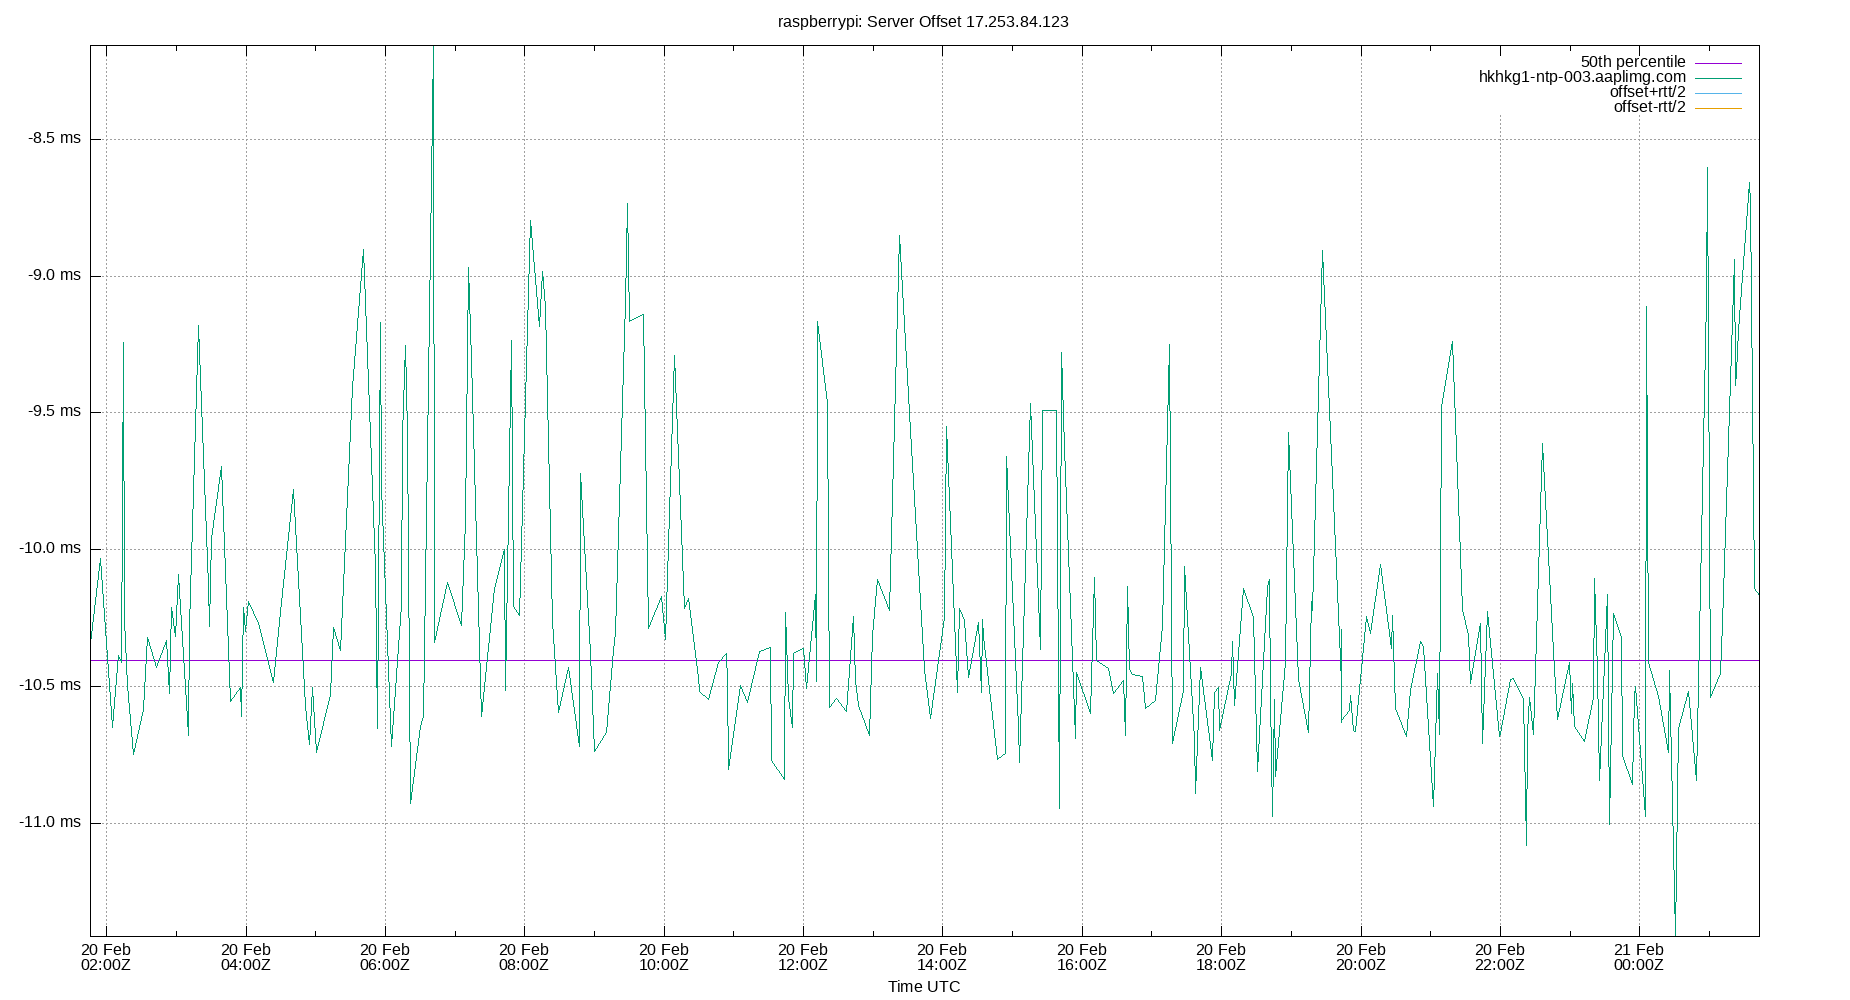 raspberrypi: Server Offset 17.253.84.123
50th percentile
hkhkg1-ntp-003.aaplimg.com
offset+rtt/2
offset-rtt/2
-8.5 ms
-9.0 ms
-9.5 ms
-10.0 ms
-10.5 ms
-11.0 ms
20 Feb 20 Feb 20 Feb 20 Feb 20 Feb 20 Feb 20 Feb 20 Feb 20 Feb 20 Feb 20 Feb 21 Feb
02:00Z 04:00Z 06:00Z 08:00Z 10:00Z 12:00Z 14:00Z 16:00Z 18:00Z 20:00Z 22:00Z 00:00Z
Time UTC